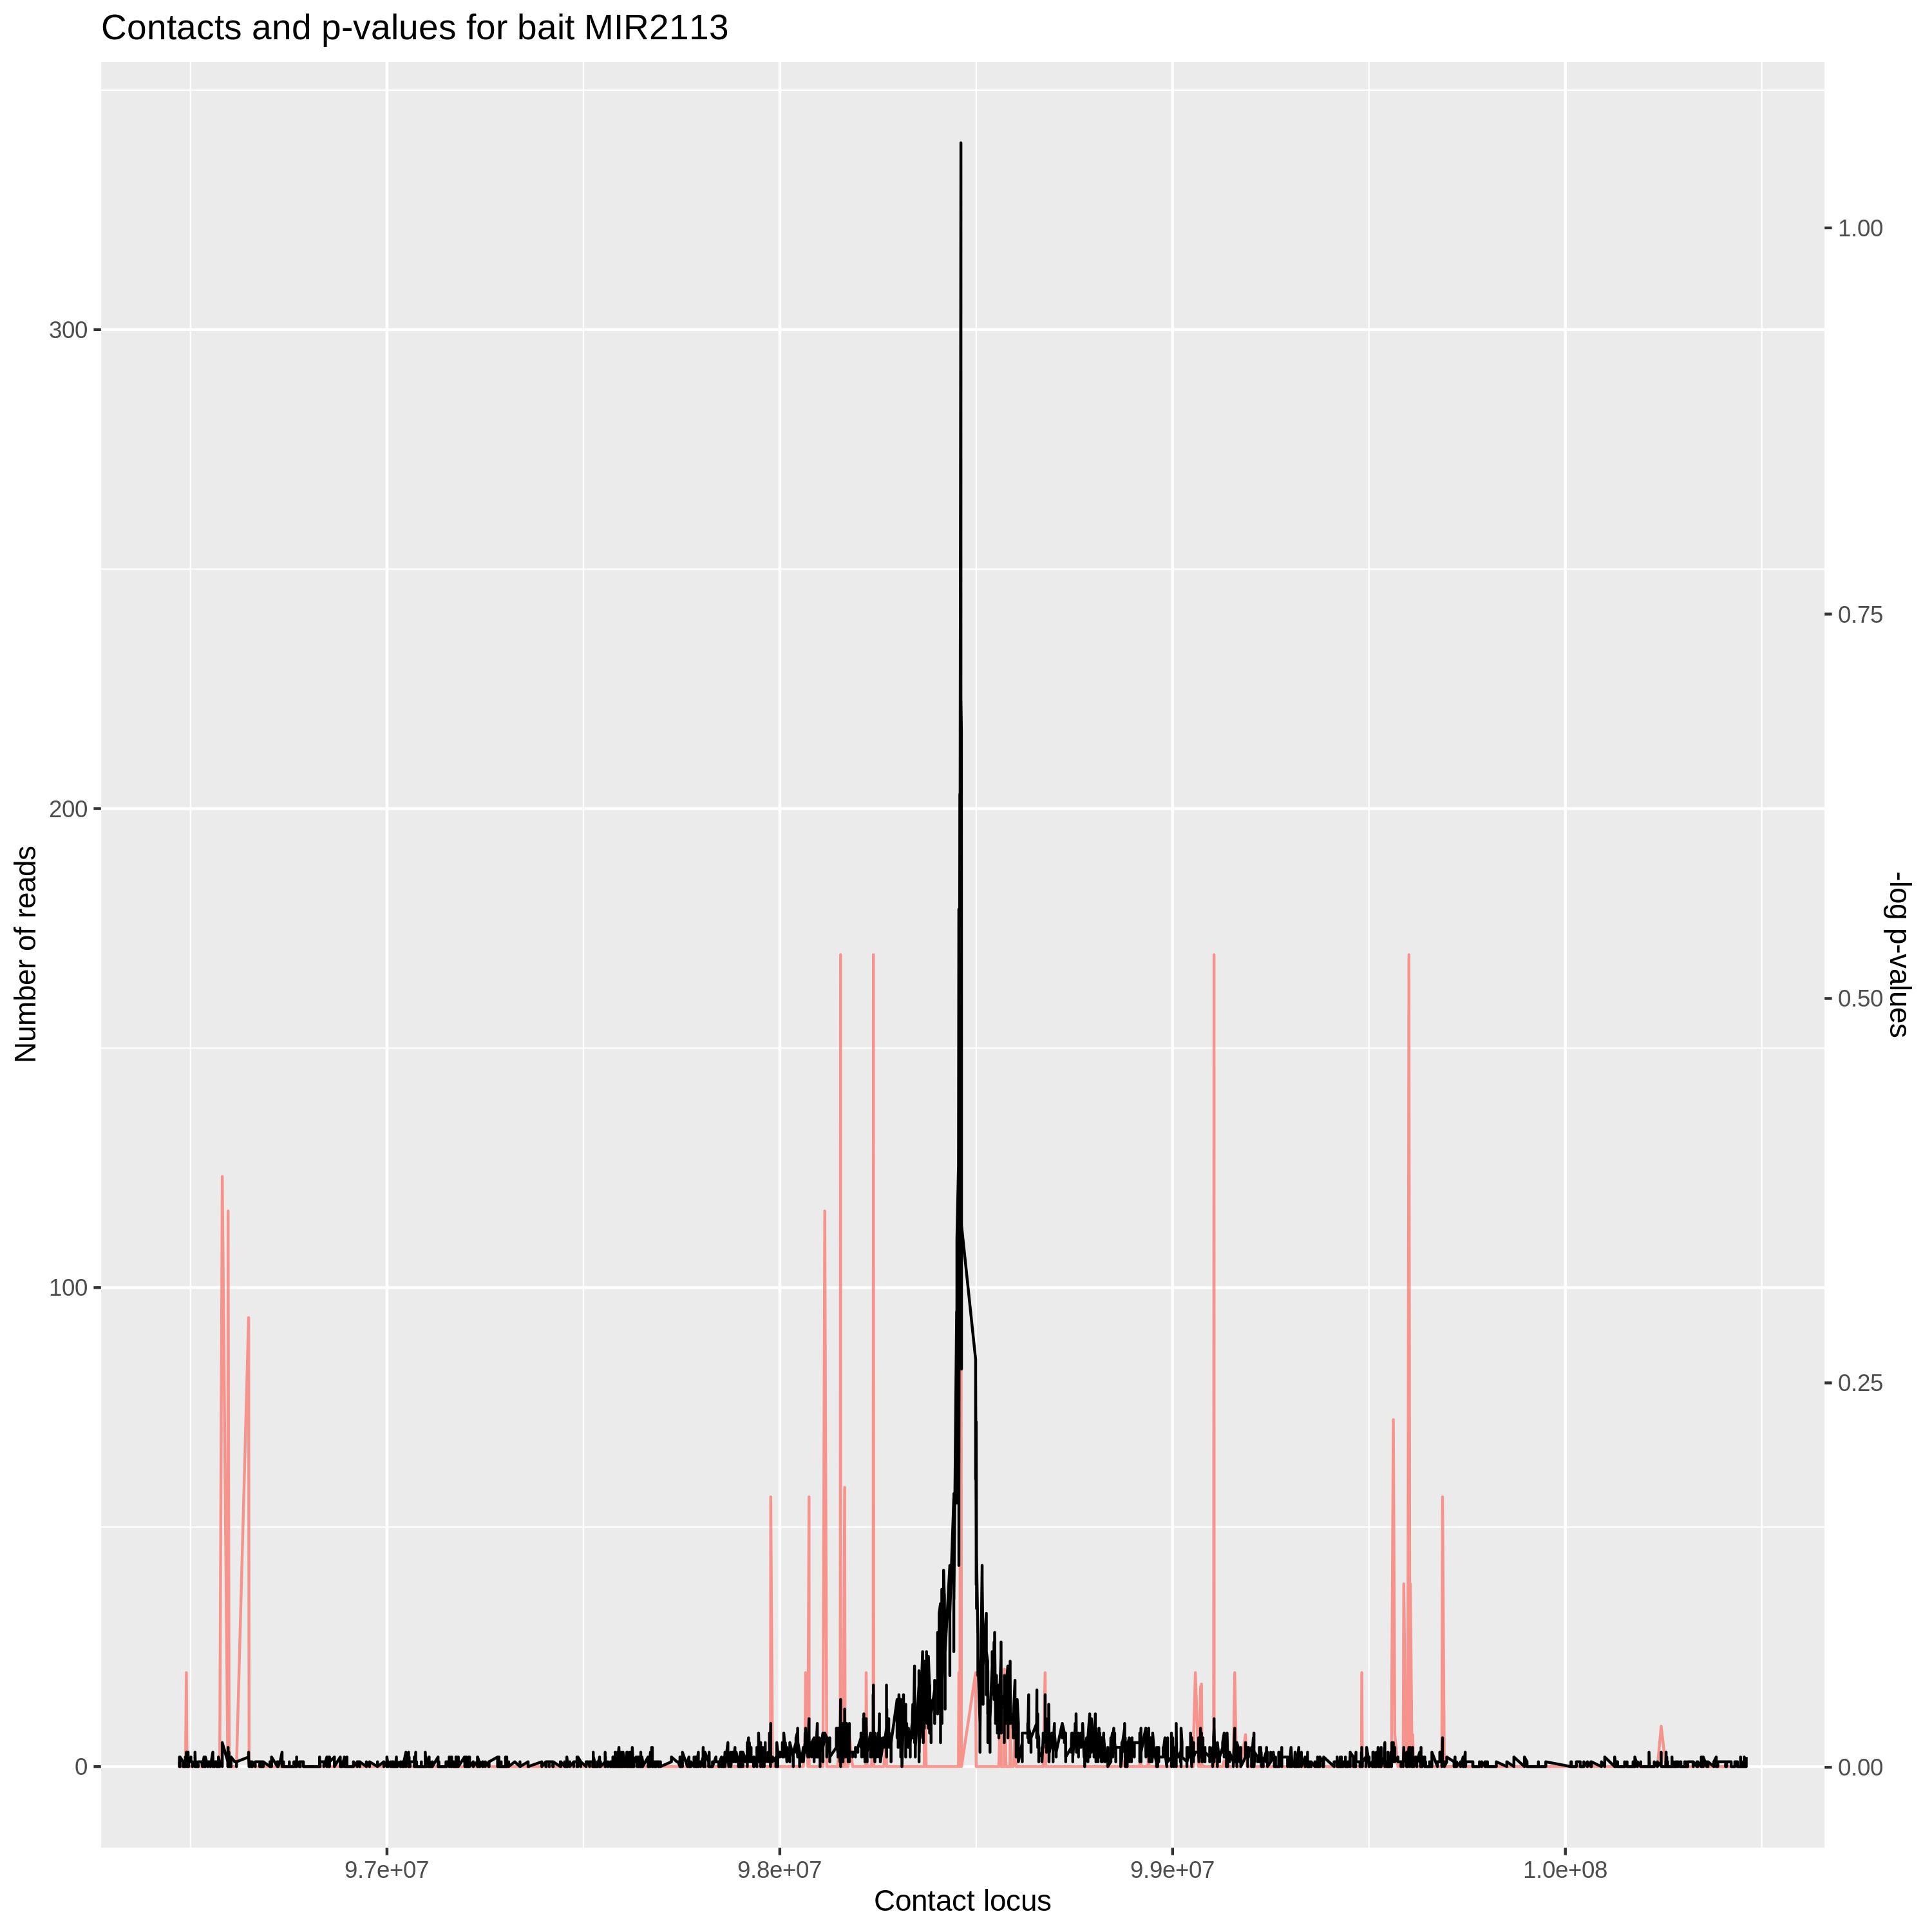 Contacts and p-values for bait MIR2113
300
200
100
0
Number of reads
1.00
0.75
0.50
0.25
0.00
-log p-values
9.7e+07
9.8e+07
9.9e+07
1.0e+08
Contact locus